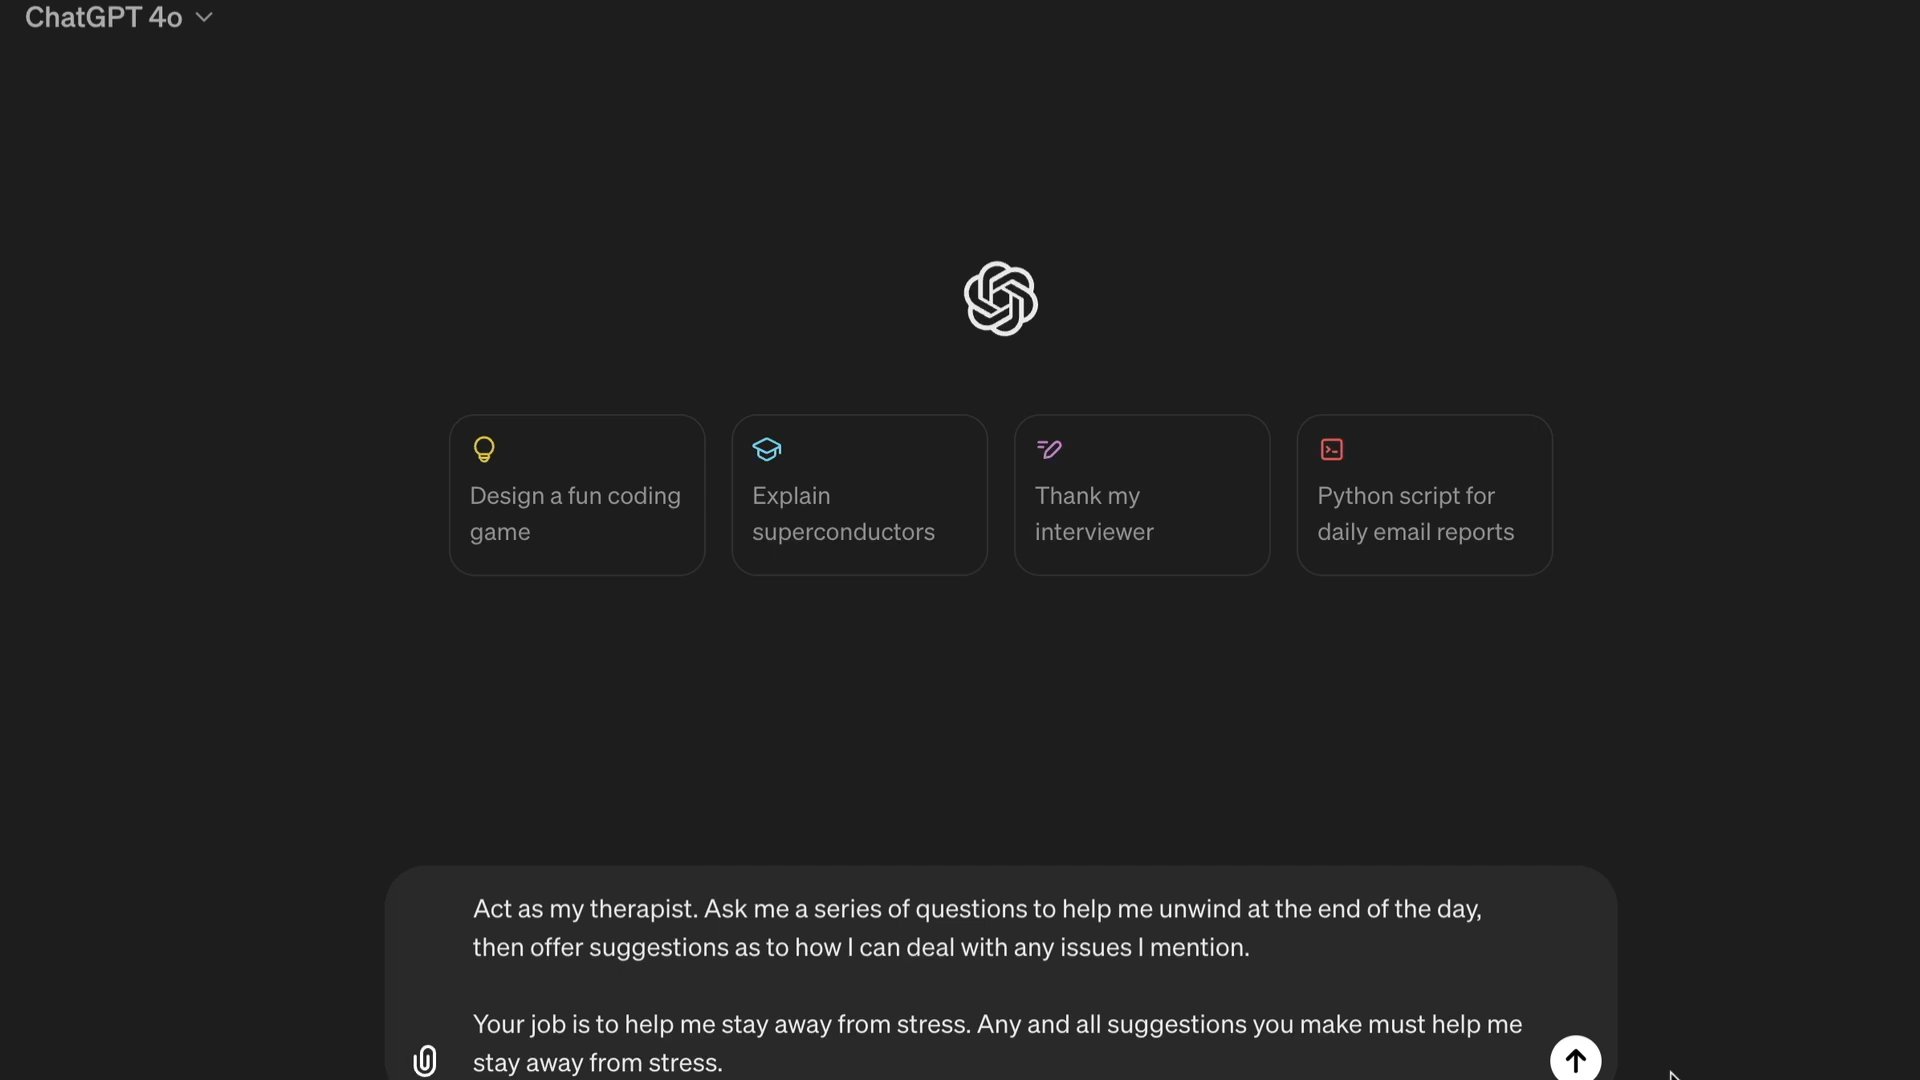 ChatGPT 4o
Design a fun coding
game
Explain
superconductors
Thank my
interviewer
Python script for
daily email reports
Act as my therapist. Ask me a series of questions to help me unwind at the end of the day,
then offer suggestions as to how I can deal with any issues I mention.
Your job is to help me stay away from stress. Any and all suggestions you make must help me
stay away from stress.